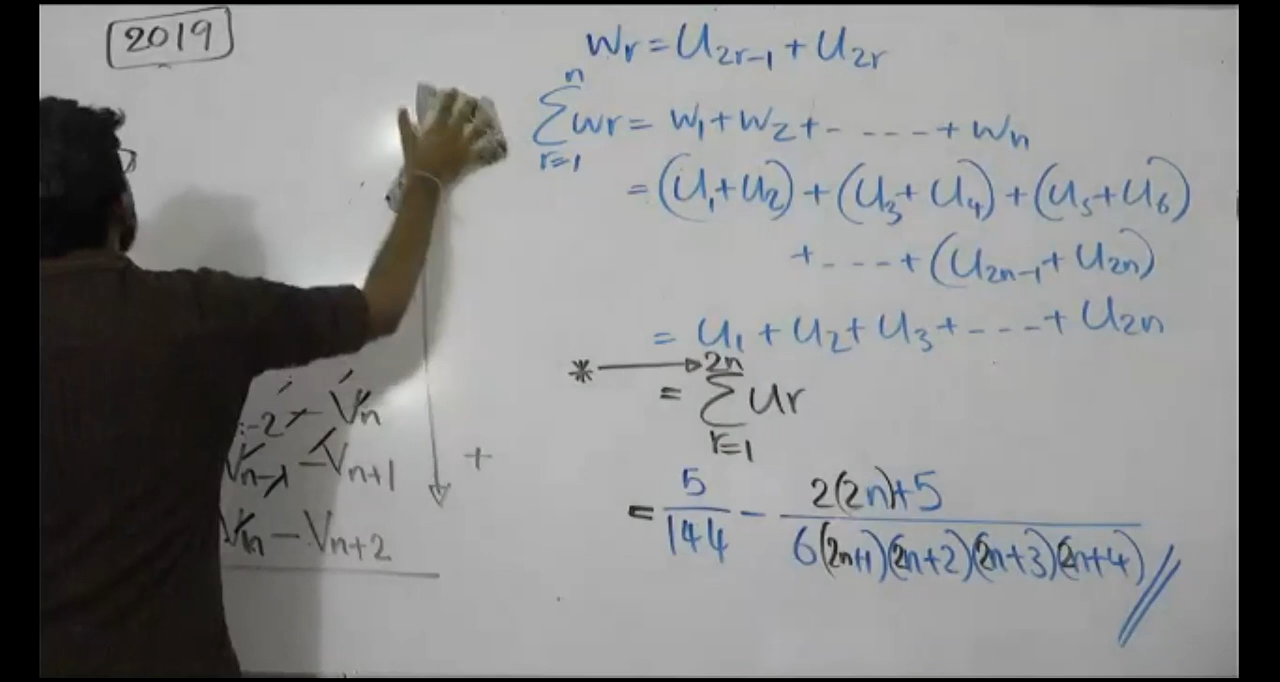 2019
Wr = U2r-1 + U2r
n
∑ Wr = W1 + W2 + - - - - - + Wn
r=1
= (U1 + U2) + (U3 + U4) + (U5 + U6)
+ - - - - + (U2n-1 + U2n)
= U1 + U2 + U3 + - - - - + U2n
* → 2n
= ∑ Ur
r=1
= 5/144 - 2(2n)+5 / 6(2n+1)(2n+2)(2n+3)(2n+4) //
-2 - Vn
Vn-1 - Vn+1 +
Vn - Vn+2